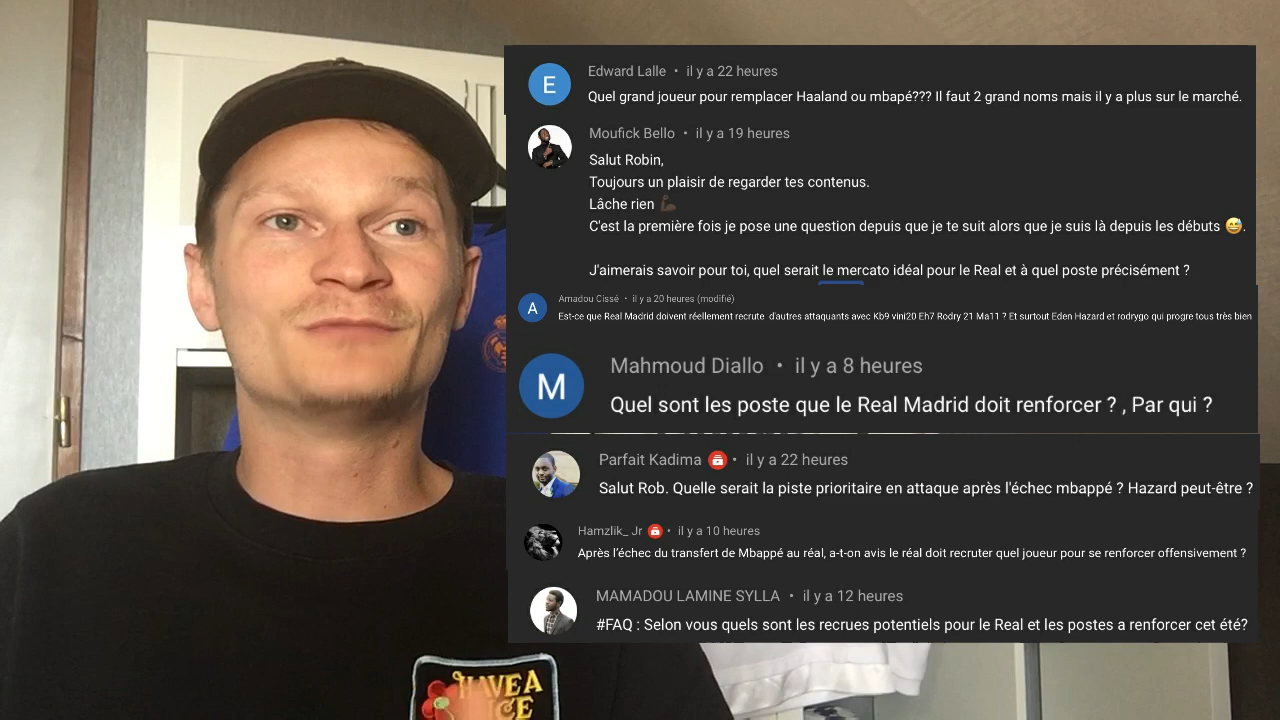 E
Edward Lalle • il y a 22 heures
Quel grand joueur pour remplacer Haaland ou mbapé??? Il faut 2 grand noms mais il y a plus sur le marché.
Moufick Bello • il y a 19 heures
Salut Robin,
Toujours un plaisir de regarder tes contenus.
Lâche rien 💪🏿
C'est la première fois je pose une question depuis que je te suit alors que je suis là depuis les débuts 😅.
J'aimerais savoir pour toi, quel serait le mercato idéal pour le Real et à quel poste précisément ?
A
Amadou Cissé • il y a 20 heures (modifié)
Est-ce que Real Madrid doivent réellement recrute d'autres attaquants avec Kb9 vini20 Eh7 Rodry 21 Ma11 ? Et surtout Eden Hazard et rodrygo qui progre tous très bien
M
Mahmoud Diallo • il y a 8 heures
Quel sont les poste que le Real Madrid doit renforcer ? , Par qui ?
Parfait Kadima • il y a 22 heures
Salut Rob. Quelle serait la piste prioritaire en attaque après l'échec mbappé ? Hazard peut-être ?
Hamzlik_ Jr • il y a 10 heures
Après l'échec du transfert de Mbappé au réal, a-t-on avis le réal doit recruter quel joueur pour se renforcer offensivement ?
MAMADOU LAMINE SYLLA • il y a 12 heures
#FAQ : Selon vous quels sont les recrues potentiels pour le Real et les postes a renforcer cet été?
HAVE A
NICE